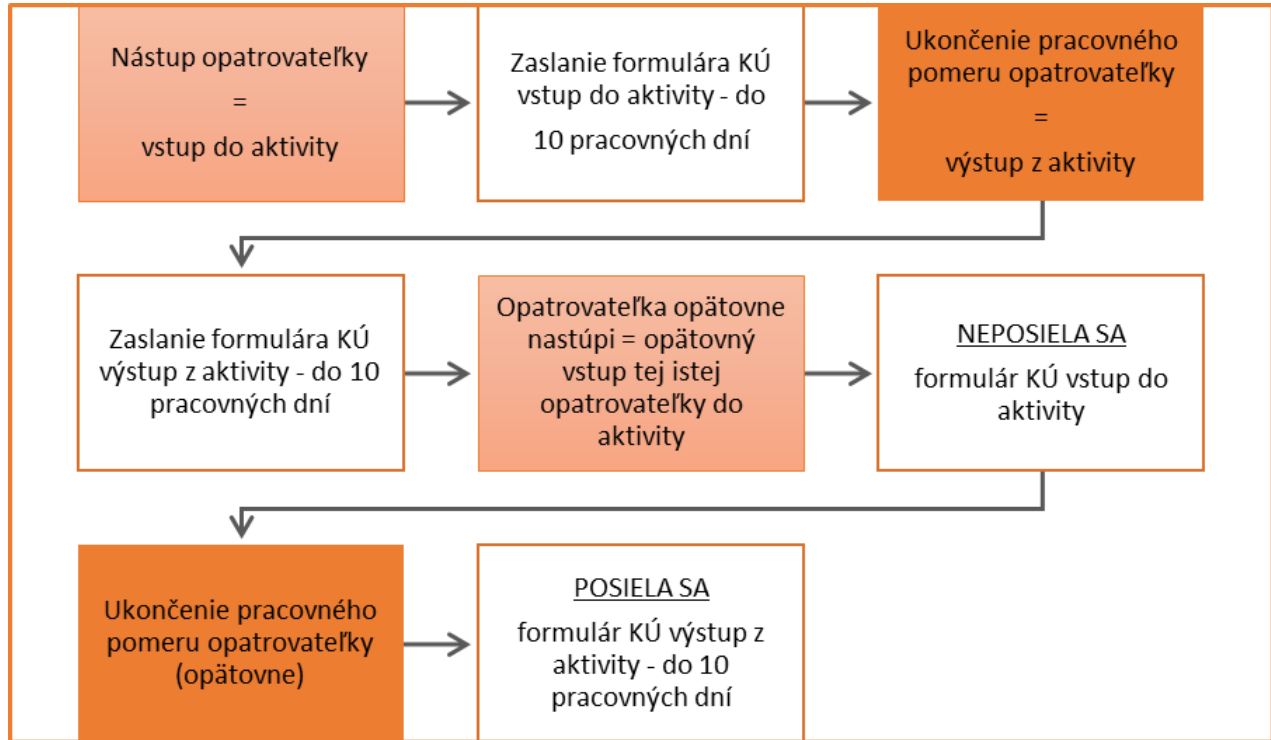 Nástup opatrovateľky
=
vstup do aktivity
Zaslanie formulára KÚ
vstup do aktivity - do
10 pracovných dní
Ukončenie pracovného
pomeru opatrovateľky
=
výstup z aktivity
Zaslanie formulára KÚ
výstup z aktivity - do 10
pracovných dní
Opatrovateľka opätovne
nastúpi = opätovný
vstup tej istej
opatrovateľky do
aktivity
NEPOSIELA SA
formulár KÚ vstup do
aktivity
Ukončenie pracovného
pomeru opatrovateľky
(opätovne)
POSIELA SA
formulár KÚ výstup z
aktivity - do 10
pracovných dní